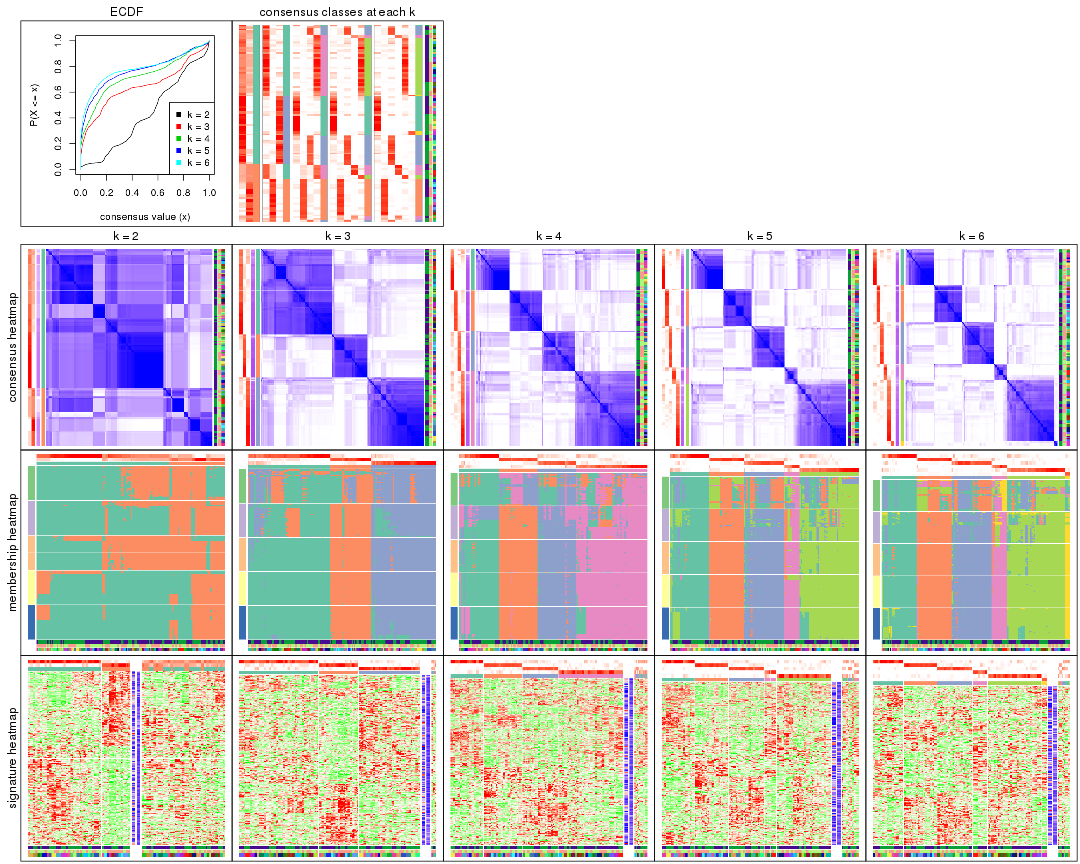 ECDF
consensus classes at each k
P(X <= x)
0.0 0.2 0.4 0.6 0.8 1.0
k = 2
k = 3
k = 4
k = 5
k = 6
0.0 0.2 0.4 0.6 0.8 1.0
consensus value (x)
k = 2
k = 3
k = 4
k = 5
k = 6
consensus heatmap
membership heatmap
signature heatmap